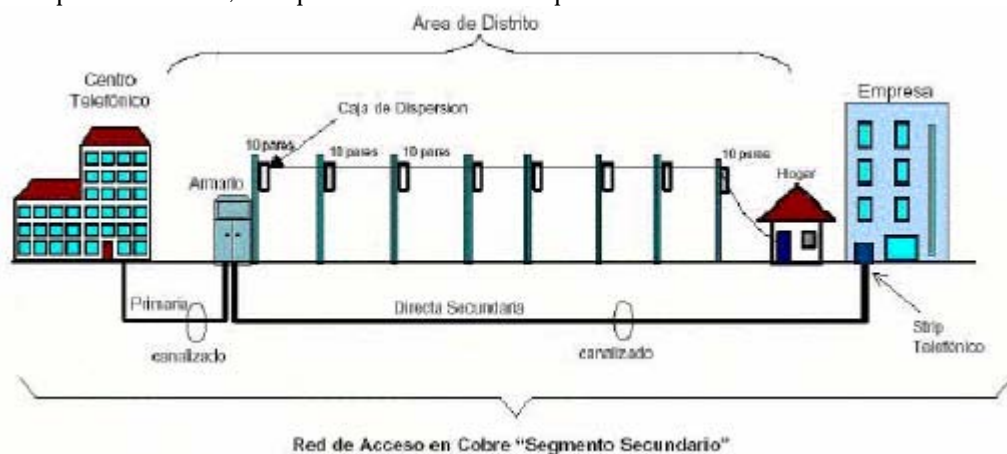 Area de Distrito
Centro
Telefónico
Empresa
Caja de Dispersion
10 pares
10 pares
10 pares
10 pares
Armario
Hogar
Primaria
Directa Secundaria
canalizado
canalizado
Strip
Telefónico
Red de Acceso en Cobre “Segmento Secundario”